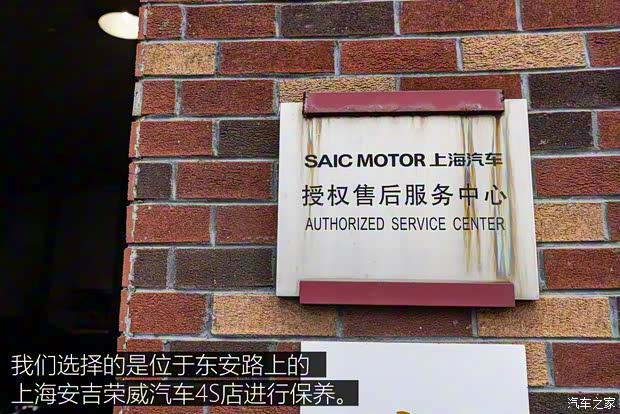 SAIC MOTOR 上海汽车
授权售后服务中心
AUTHORIZED SERVICE CENTER
我们选择的是位于东安路上的
上海安吉荣威汽车4S店进行保养。
汽车之家